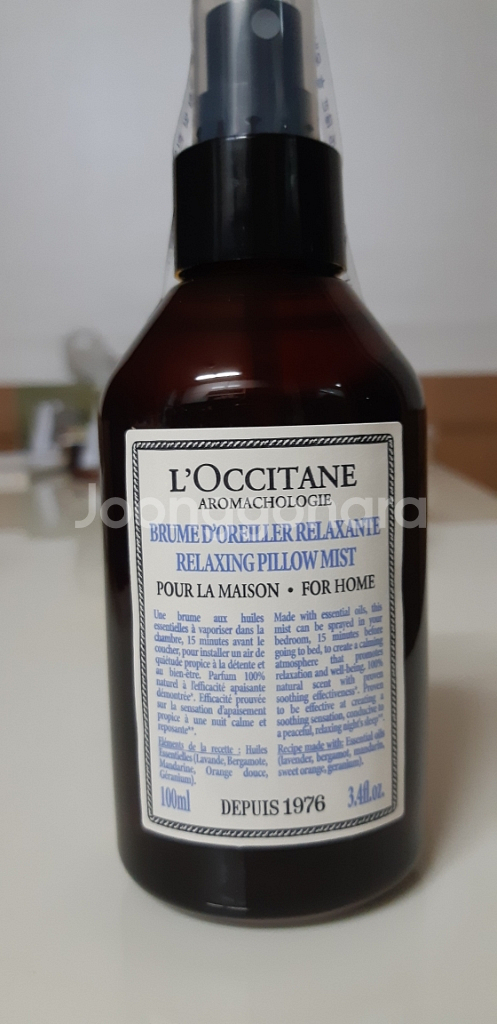 L'OCCITANE
AROMACHOLOGIE
Joongonara
BRUME D'OREILLER RELAXANTE
RELAXING PILLOW MIST
POUR LA MAISON • FOR HOME
Une brume aux huiles
essentielles à vaporiser dans la
chambre, 15 minutes avant le
coucher, pour installer un air de
quiétude propice à la détente et
au bien-être. Parfum 100%
naturel à l'efficacité apaisante
démontrée*. Efficacité prouvée
sur la sensation d'apaisement
propice à une nuit calme et
reposante**.
Eléments de la recette : Huiles
Essentielles (Lavande, Bergamote,
Mandarine, Orange douce,
Géranium).
Made with essential oils, this
mist can be sprayed in your
bedroom, 15 minutes before
going to bed, to create a calming
atmosphere that promotes
relaxation and well-being. 100%
natural scent with proven
soothing effectiveness*. Proven
to be effective at creating a
soothing sensation, conducive to
a peaceful, relaxing night's sleep**.
Recipe made with: Essential oils
(lavender, bergamot, mandarin,
sweet orange, geranium).
100ml
DEPUIS 1976
3.4fl.oz.